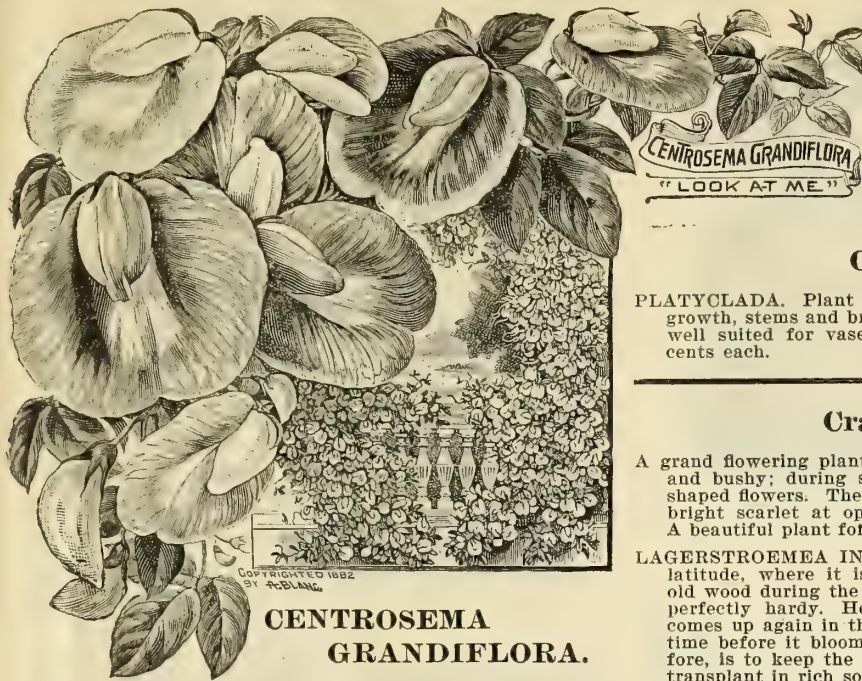 CENTROSEMA GRANDIFLORA
"LOOK AT ME"
COPYRIGHTED 1892
BY A. BLANC
CENTROSEMA
GRANDIFLORA.
C
PLATYCLADA. Plant
growth, stems and br
well suited for vase
cents each.
Cra
A grand flowering plant
and bushy; during s
shaped flowers. The
bright scarlet at op
A beautiful plant for
LAGERSTROEMEA IN
latitude, where it is
old wood during the
perfectly hardy. He
comes up again in th
time before it bloom
fore, is to keep the
transplant in rich so